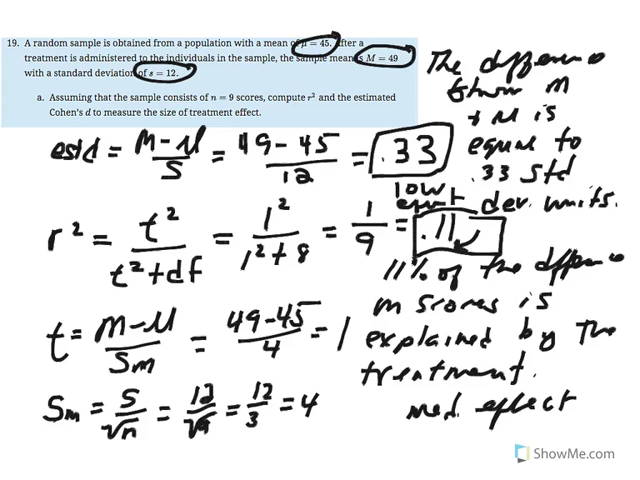 19. A random sample is obtained from a population with a mean of μ = 45. After a
treatment is administered to the individuals in the sample, the sample mean is M = 49
with a standard deviation of s = 12.
a. Assuming that the sample consists of n = 9 scores, compute r² and the estimated
Cohen's d to measure the size of treatment effect.
est d = M - μ / S = 49 - 45 / 12 = .33
low
r² = t² / t² + df = 1² / 1² + 8 = 1 / 9 = .11
t = M - μ / Sm = 49 - 45 / 4 = 1
Sm = S / √n = 12 / √9 = 12 / 3 = 4
The difference
M
+ μ is
equal to
.33 std
dev. units.
11% of the difference
m scores is
explained by the
treatment.
med. effect
ShowMe.com